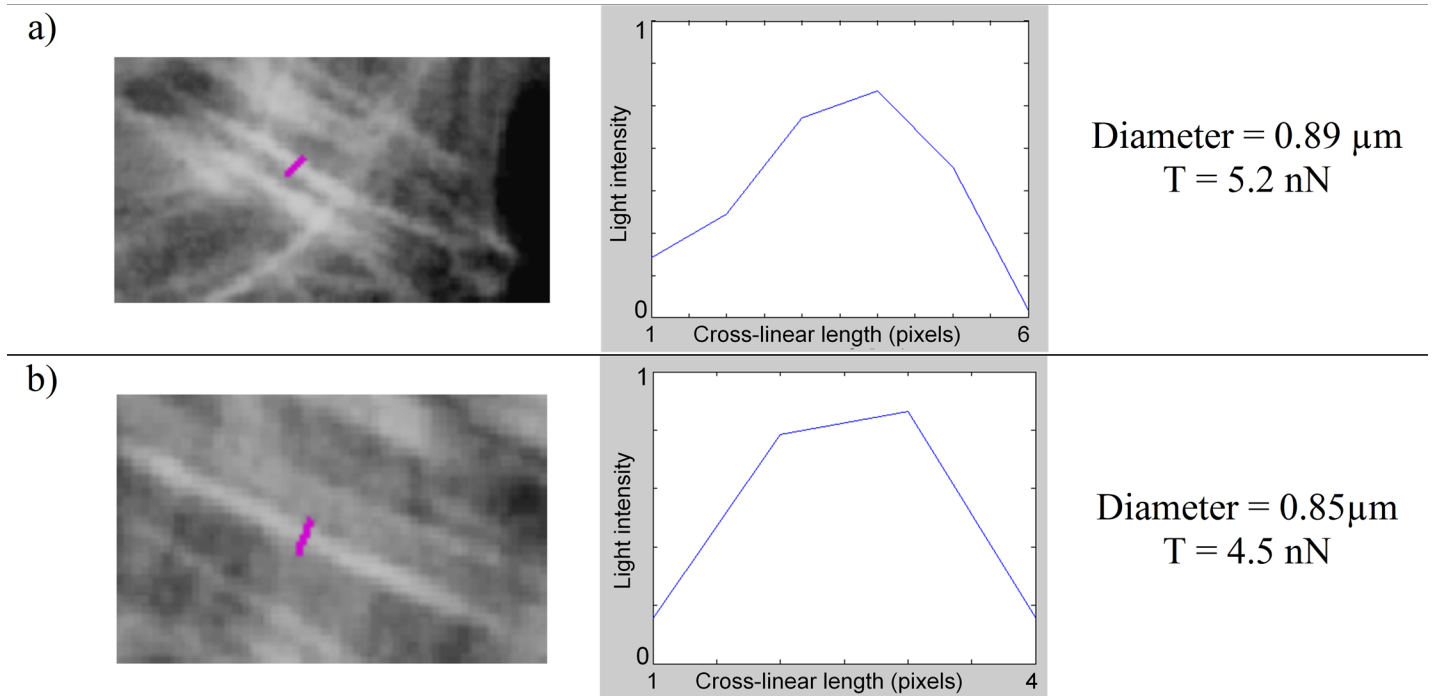 a)
1
Light intensity
0
1
Cross-linear length (pixels)
6
Diameter = 0.89 µm
T = 5.2 nN
b)
1
Light intensity
0
1
Cross-linear length (pixels)
4
Diameter = 0.85µm
T = 4.5 nN